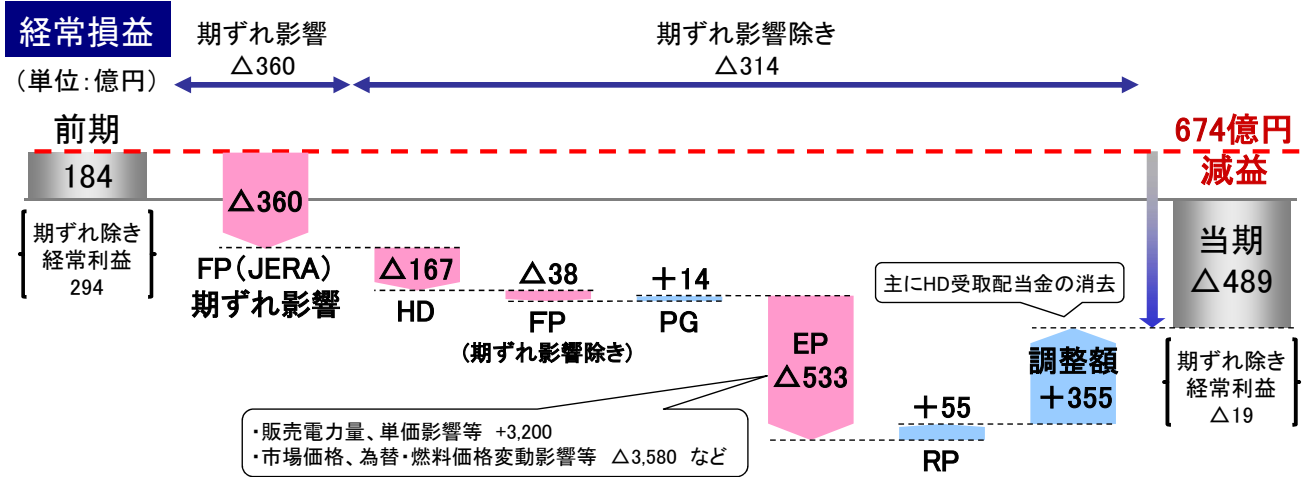 経常損益
(単位:億円)
期ずれ影響
△360
期ずれ影響除き
△314
前期
184
期ずれ除き
経常利益
294
△360
FP(JERA)
期ずれ影響
△167
HD
△38
FP
(期ずれ影響除き)
+14
PG
EP
△533
・販売電力量、単価影響等 +3,200
・市場価格、為替・燃料価格変動影響等 △3,580 など
+55
RP
主にHD受取配当金の消去
調整額
+355
674億円
減益
当期
△489
期ずれ除き
経常利益
△19